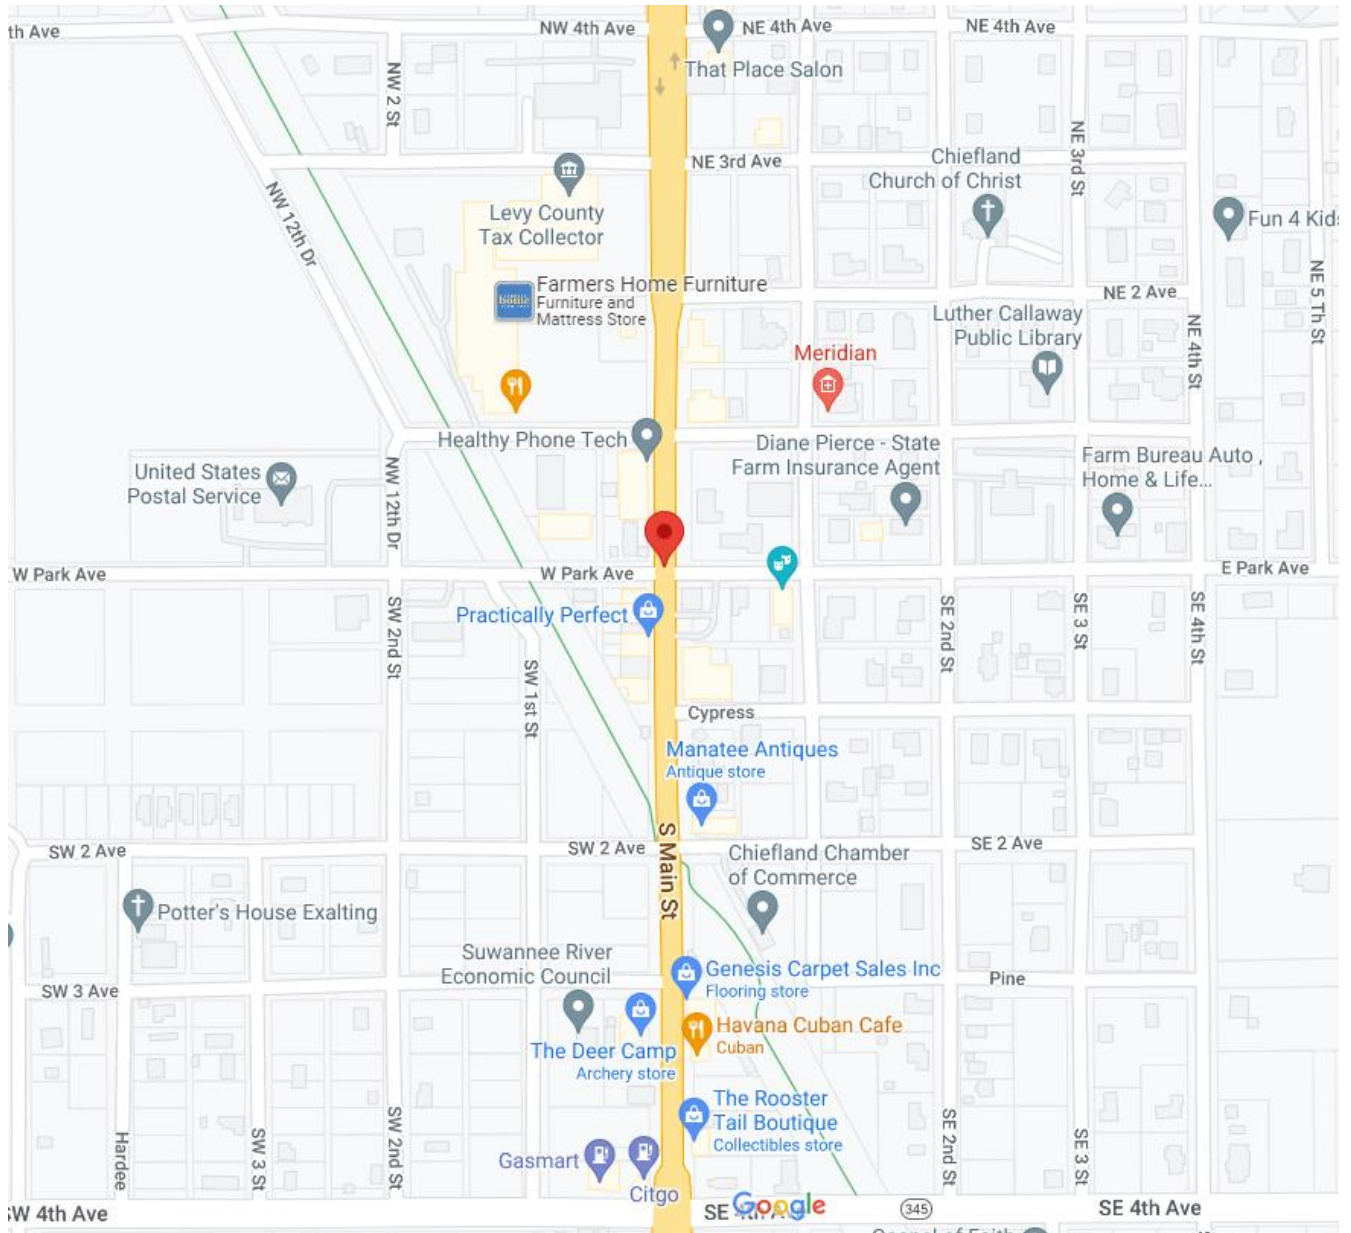 th Ave
NW 4th Ave
NE 4th Ave
NE 4th Ave
That Place Salon
NW 2 St
NE 3rd Ave
NE 3rd St
Chiefland
Church of Christ
NW 12th Dr
Levy County
Tax Collector
Fun 4 Kids
NE 5 Th St
Farmers Home Furniture
Furniture and
Mattress Store
home
NE 2 Ave
Luther Callaway
Public Library
NE 4th St
Meridian
Healthy Phone Tech
Diane Pierce - State
Farm Insurance Agent
Farm Bureau Auto ,
Home & Life...
United States
Postal Service
NW 12th Dr
W Park Ave
W Park Ave
E Park Ave
Practically Perfect
SW 2nd St
SE 2nd St
SE 3 St
SE 4th St
SW 1st St
Cypress
Manatee Antiques
Antique store
S Main St
SW 2 Ave
SW 2 Ave
SE 2 Ave
Chiefland Chamber
of Commerce
Potter's House Exalting
Suwannee River
Economic Council
Genesis Carpet Sales Inc
Flooring store
Pine
SW 3 Ave
Havana Cuban Cafe
Cuban
The Deer Camp
Archery store
The Rooster
Tail Boutique
Collectibles store
Hardee
SW 3 St
SW 2nd St
SE 2nd St
SE 3 St
Gasmart
Citgo
SW 4th Ave
SE 4th Ave
Google
345
SE 4th Ave